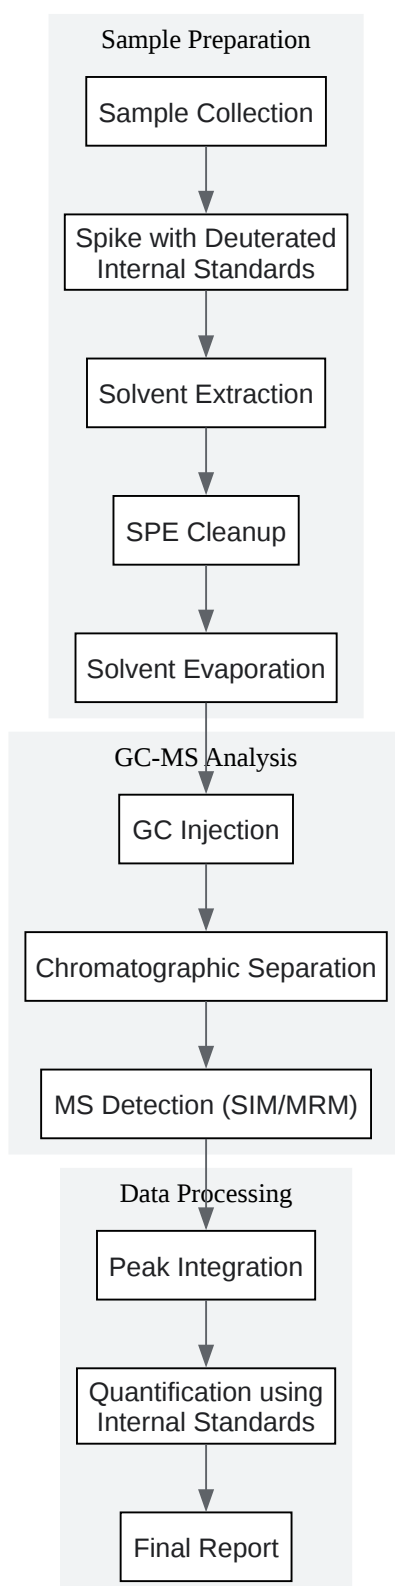 Sample Preparation
Sample Collection
Spike with Deuterated
Internal Standards
Solvent Extraction
SPE Cleanup
Solvent Evaporation
GC-MS Analysis
GC Injection
Chromatographic Separation
MS Detection (SIM/MRM)
Data Processing
Peak Integration
Quantification using
Internal Standards
Final Report